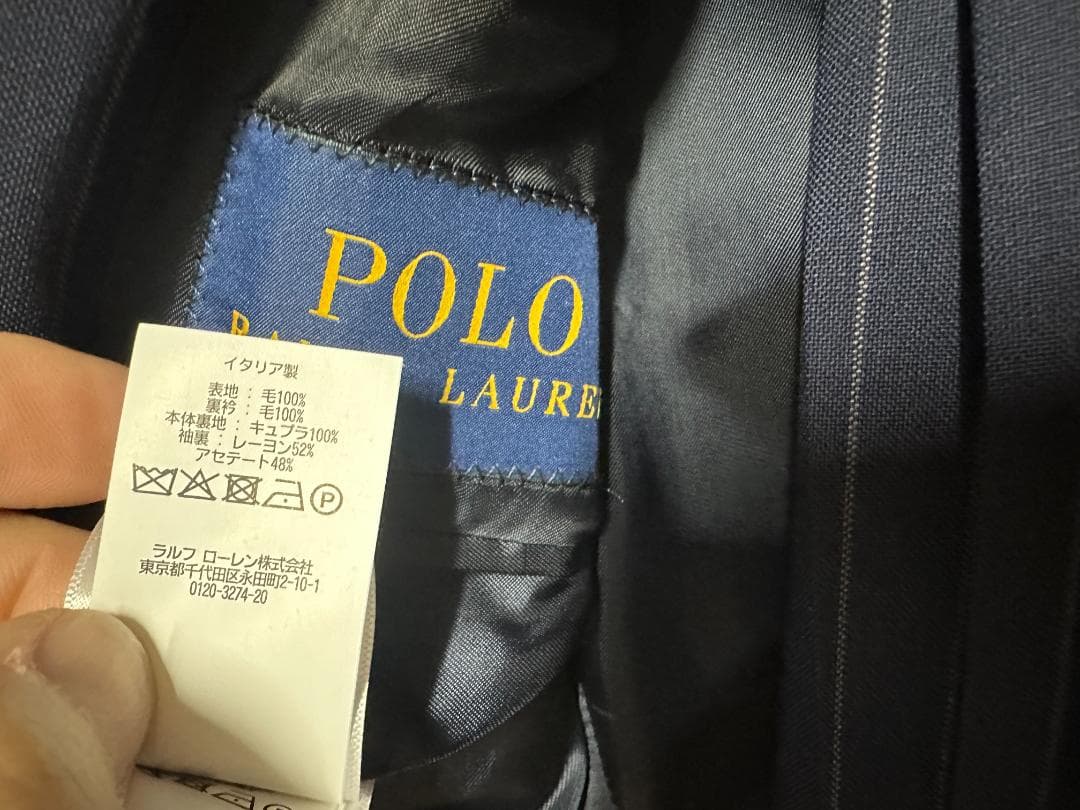 POLO
LAURE
イタリア製
表地 : 毛100%
裏衿 : 毛100%
本体裏地 : キュプラ100%
袖裏 : レーヨン52%
アセテート48%
P
ラルフ ローレン株式会社
東京都千代田区永田町2-10-1
0120-3274-20